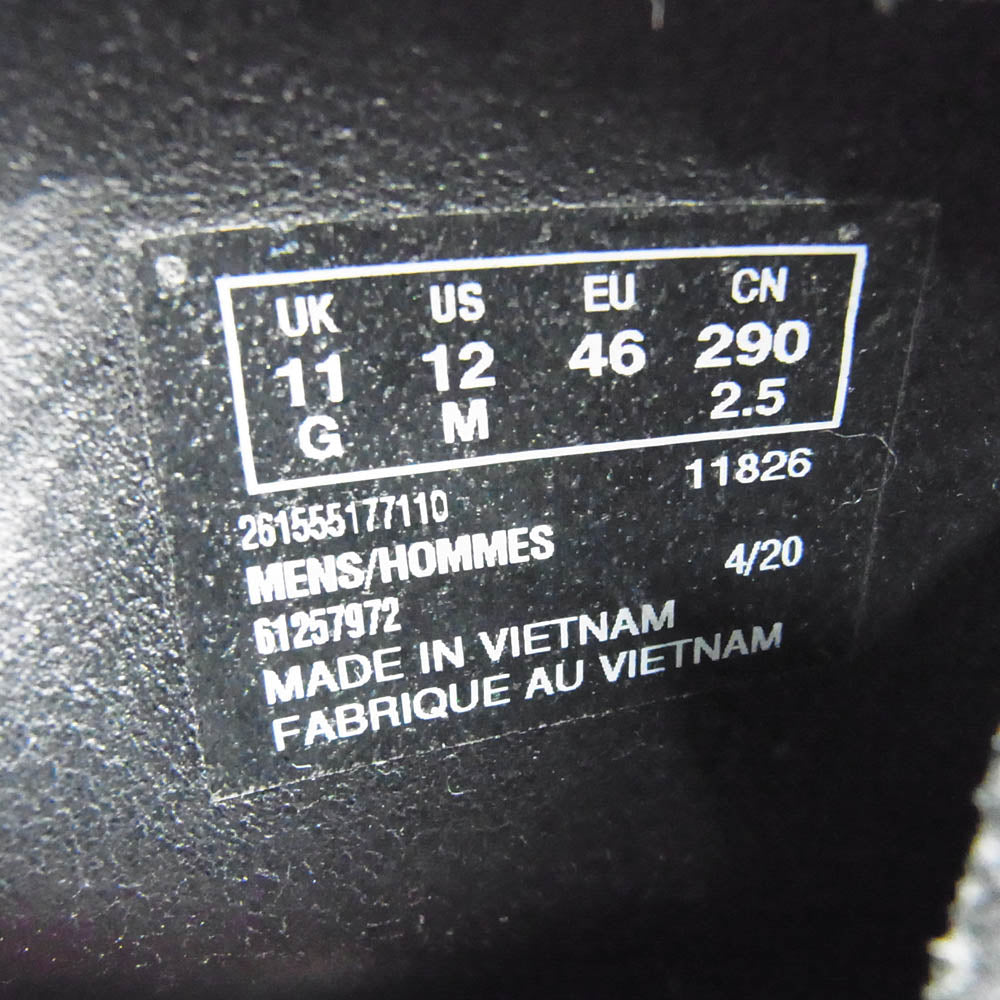 UK US EU CN
11 12 46 290
G M 2.5
261555177110 11826
MENS/HOMMES 4/20
61257972
MADE IN VIETNAM
FABRIQUE AU VIETNAM